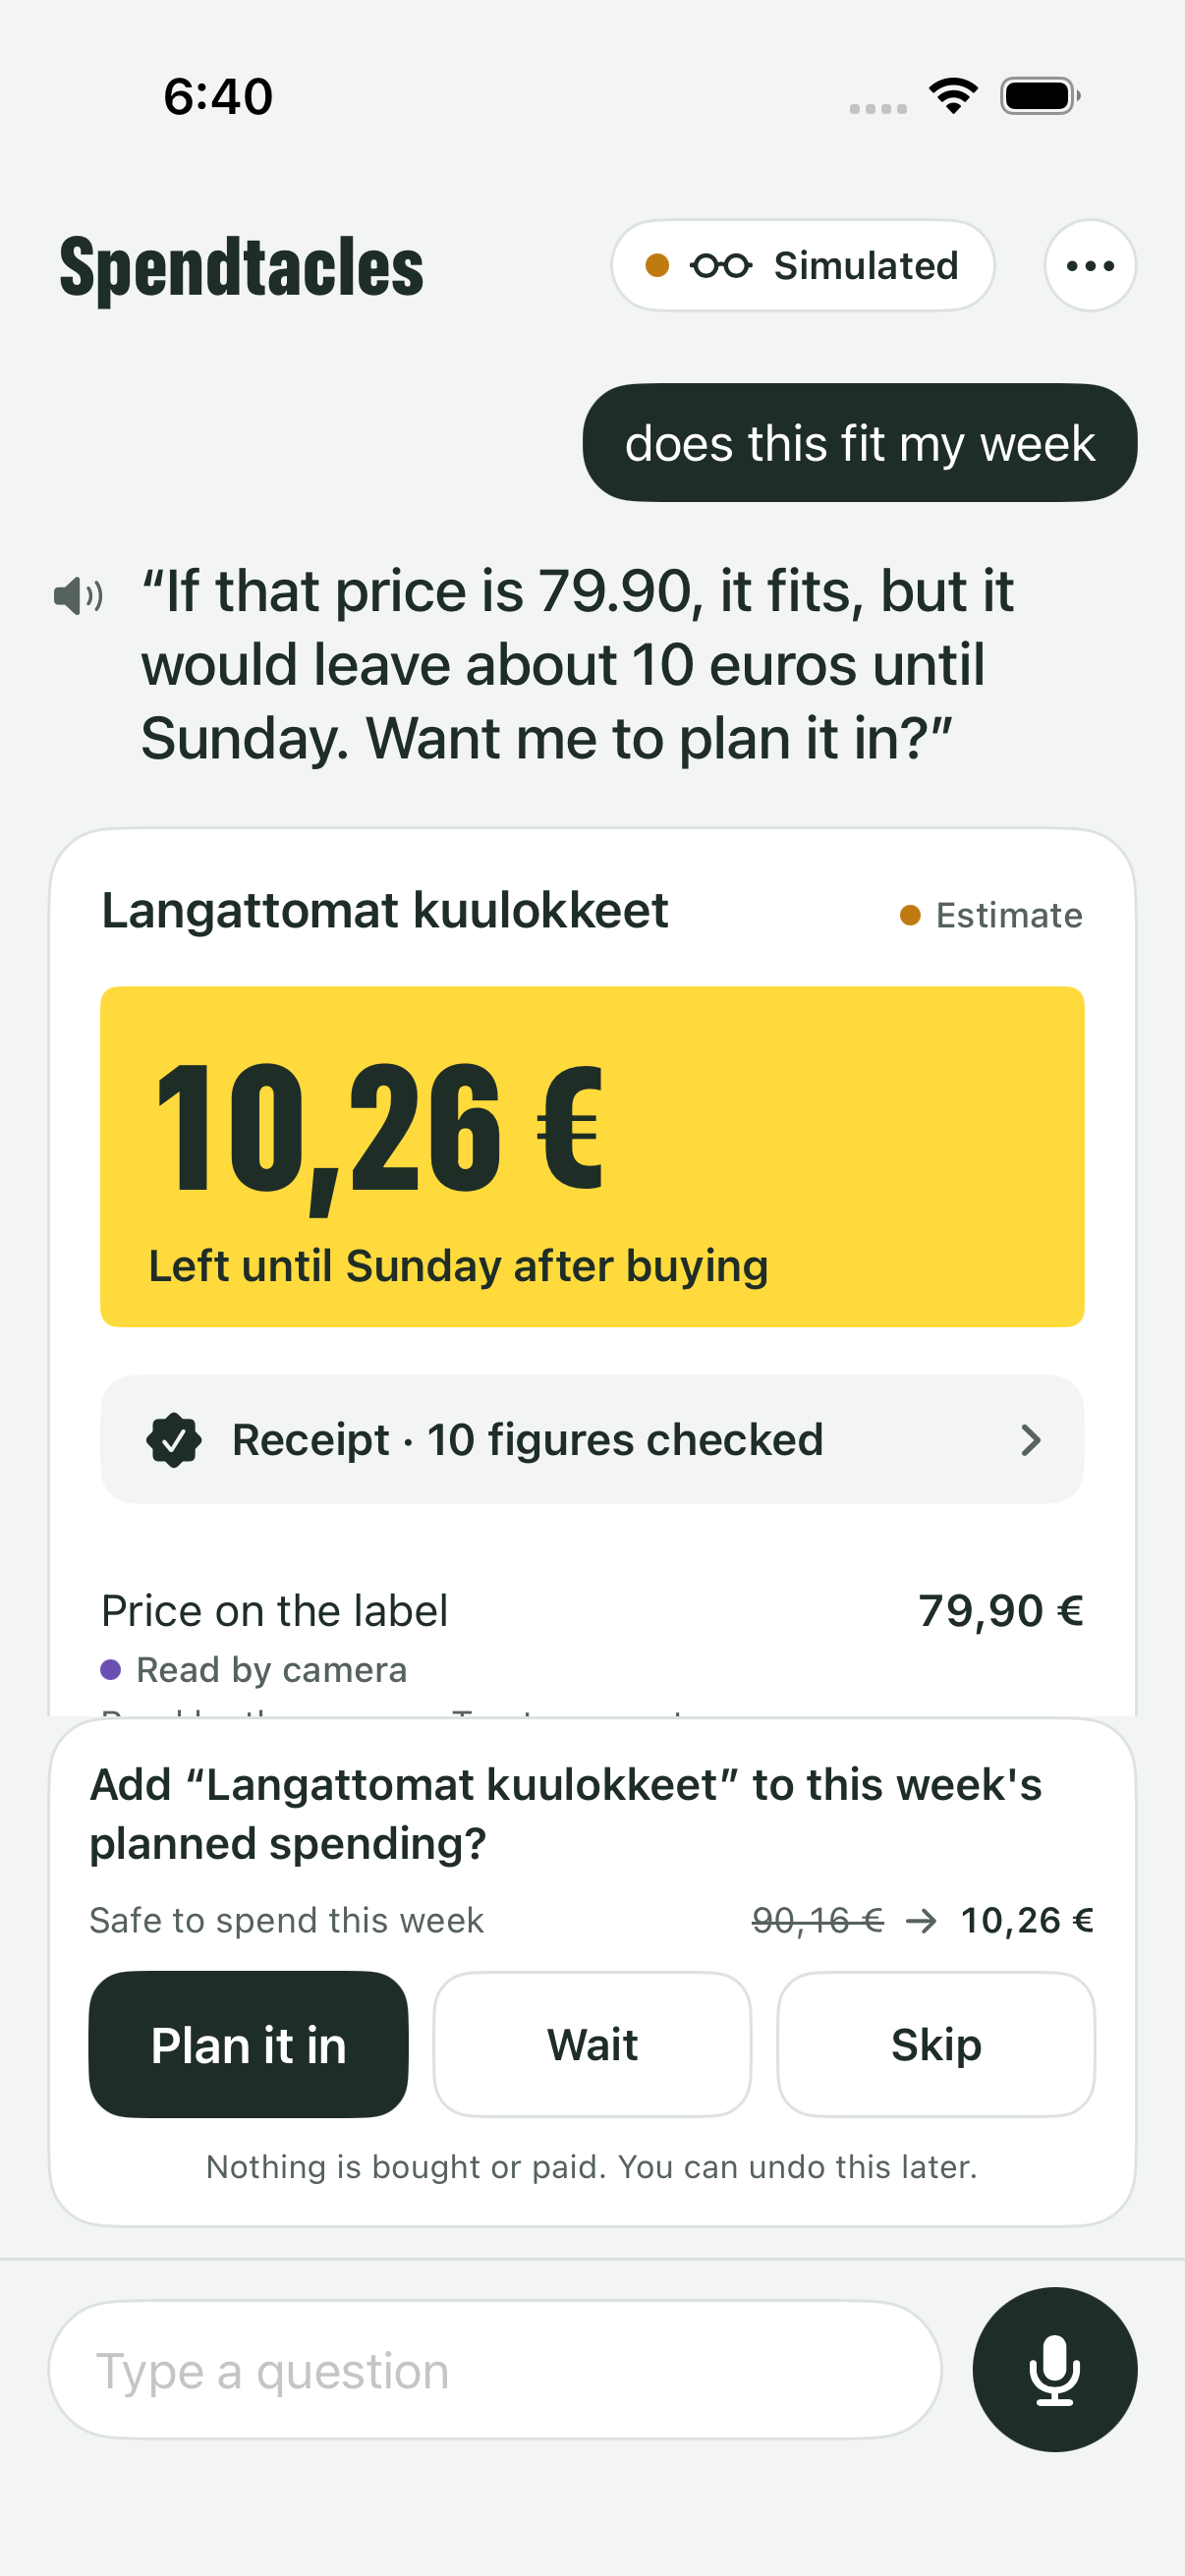 6:40
Spendtacles
Simulated
does this fit my week
“If that price is 79.90, it fits, but it
would leave about 10 euros until
Sunday. Want me to plan it in?”
Langattomat kuulokkeet
Estimate
10,26 €
Left until Sunday after buying
Receipt · 10 figures checked
Price on the label
79,90 €
Read by camera
Add “Langattomat kuulokkeet” to this week's
planned spending?
Safe to spend this week
90,16 € → 10,26 €
Plan it in
Wait
Skip
Nothing is bought or paid. You can undo this later.
Type a question